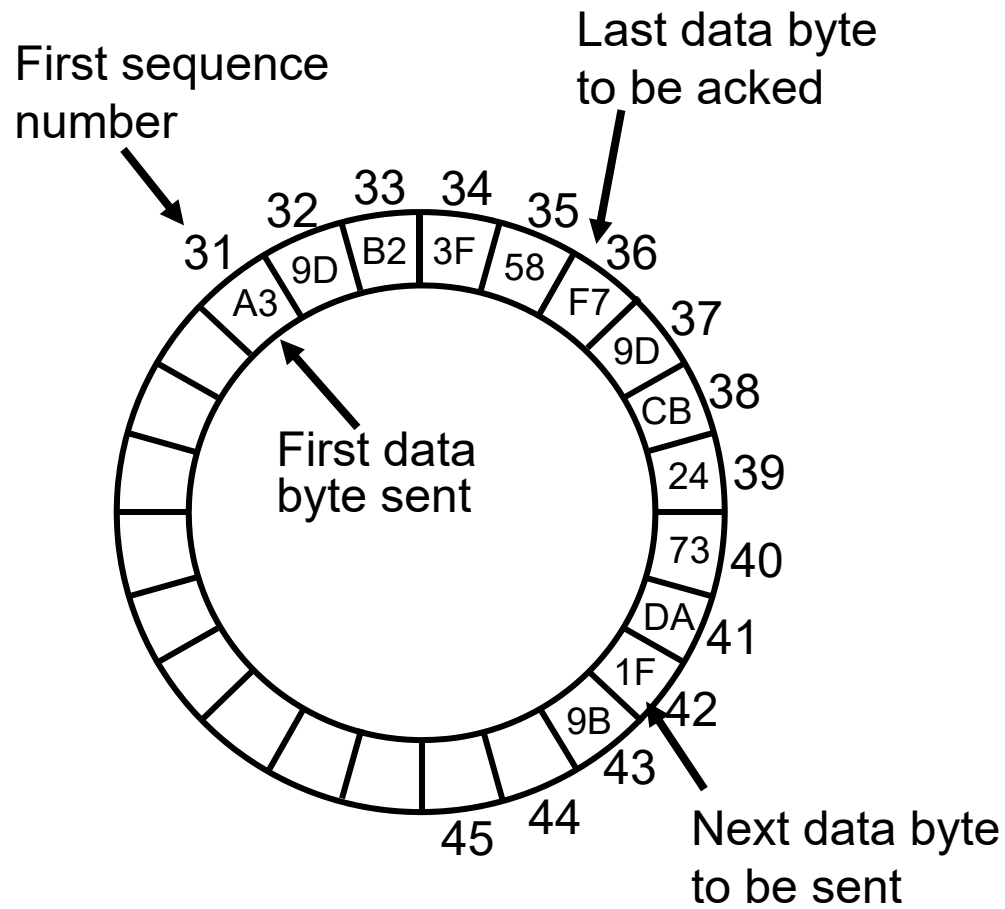 Last data byte
to be acked
First sequence
number
31
32
33
34
35
36
37
38
39
40
41
42
43
44
45
A3
9D
B2
3F
58
F7
9D
CB
24
73
DA
1F
9B
First data
byte sent
Next data byte
to be sent